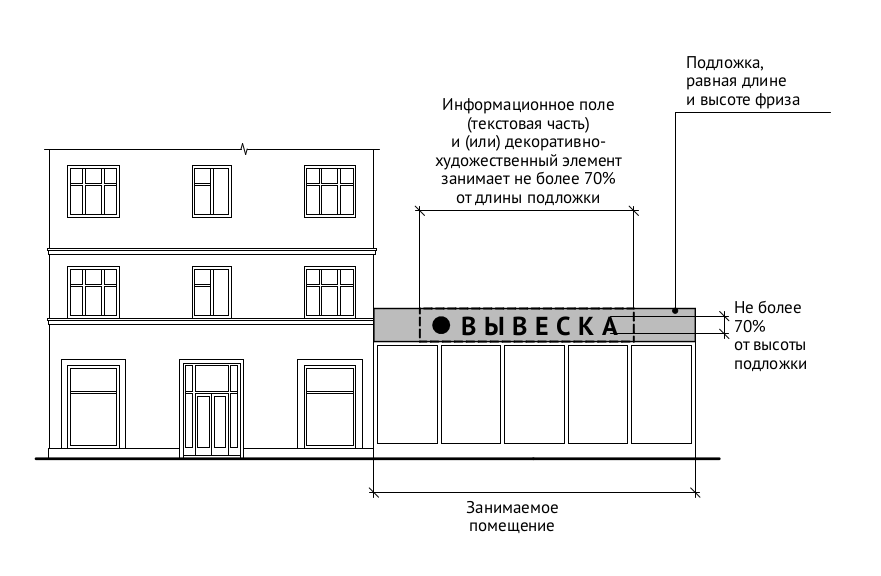 Подложка,
равная длине
и высоте фриза
Информационное поле
(текстовая часть)
и (или) декоративно-
художественный элемент
занимает не более 70%
от длины подложки
ВЫВЕСКА
Не более
70%
от высоты
подложки
Занимаемое
помещение